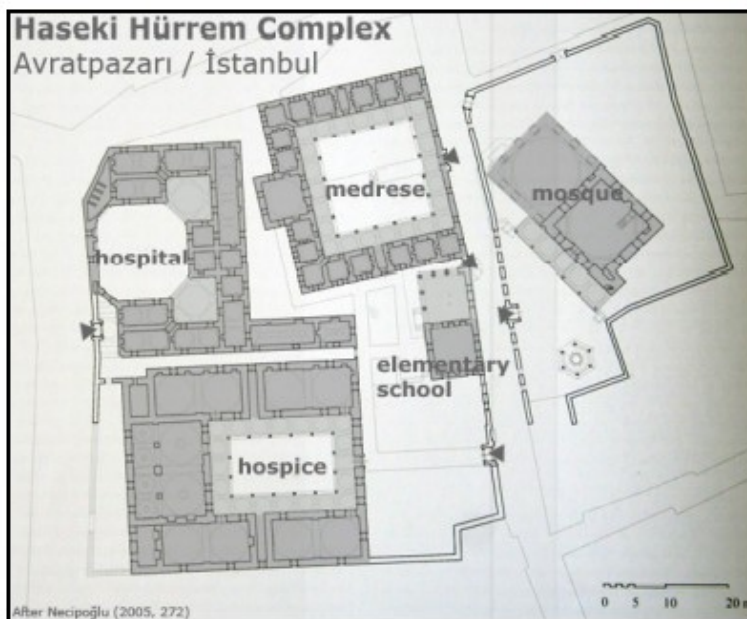 Haseki Hürrem Complex
Avratpazarı / İstanbul
medrese
mosque
hospital
elementary
school
hospice
After Necipoğlu (2005, 272)
0 5 10 20 m